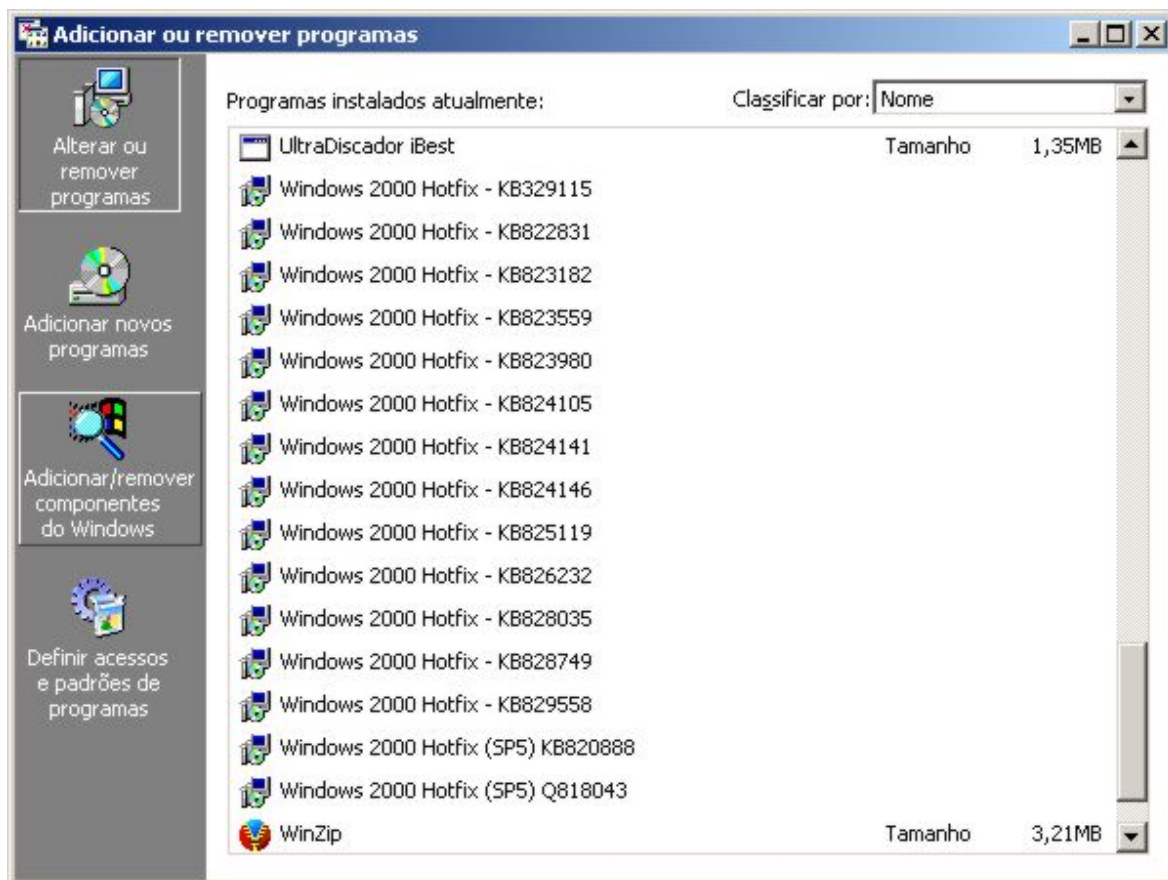 Adicionar ou remover programas
Alterar ou
remover
programas
Adicionar novos
programas
Adicionar/remover
componentes
do Windows
Definir acessos
e padrões de
programas
Programas instalados atualmente:
Classificar por: Nome
UltraDiscador iBest Tamanho 1,35MB
Windows 2000 Hotfix - KB329115
Windows 2000 Hotfix - KB822831
Windows 2000 Hotfix - KB823182
Windows 2000 Hotfix - KB823559
Windows 2000 Hotfix - KB823980
Windows 2000 Hotfix - KB824105
Windows 2000 Hotfix - KB824141
Windows 2000 Hotfix - KB824146
Windows 2000 Hotfix - KB825119
Windows 2000 Hotfix - KB826232
Windows 2000 Hotfix - KB828035
Windows 2000 Hotfix - KB828749
Windows 2000 Hotfix - KB829558
Windows 2000 Hotfix (SP5) KB820888
Windows 2000 Hotfix (SP5) Q818043
WinZip Tamanho 3,21MB